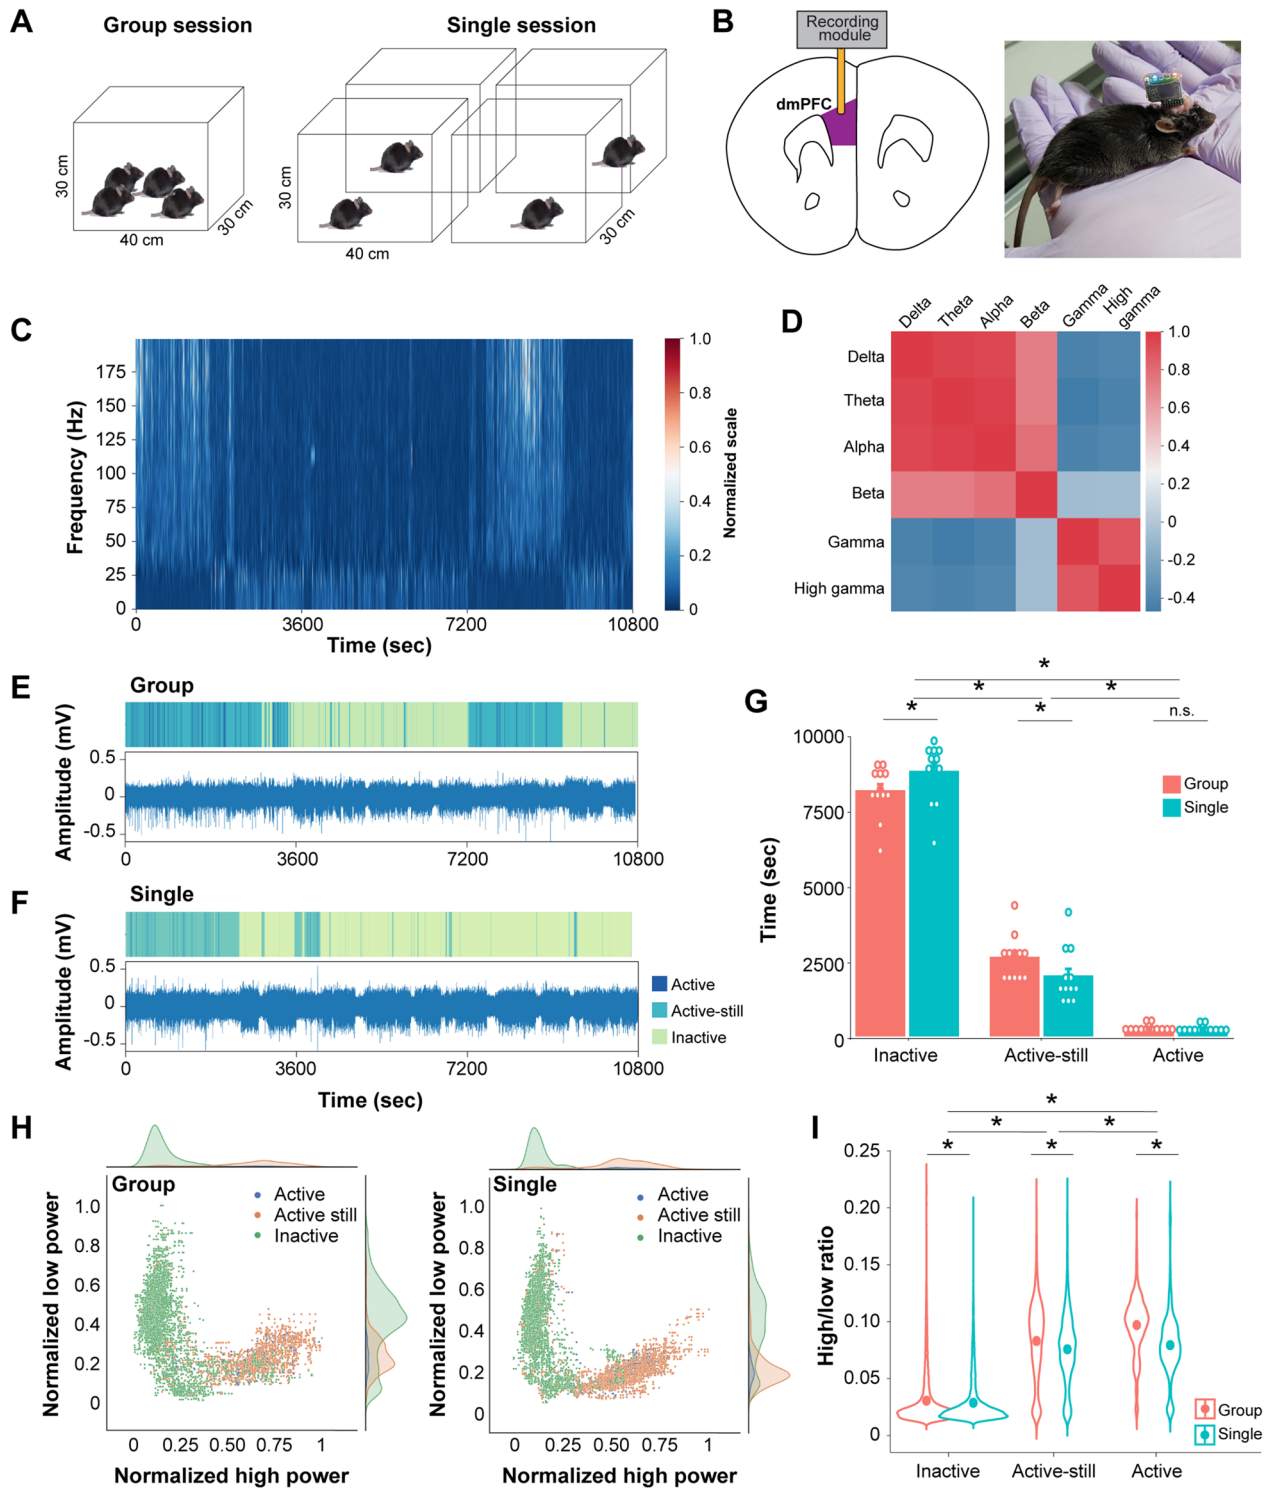 A
Group session
Single session
30 cm
40 cm
30 cm
30 cm
40 cm
30 cm
B
Recording
module
dmPFC
C
Frequency (Hz)
175
150
125
100
75
50
25
0
0
3600
7200
10800
Time (sec)
1.0
0.8
0.6
0.4
0.2
0
Normalized scale
D
Delta
Theta
Alpha
Beta
Gamma
High
gamma
Delta
Theta
Alpha
Beta
Gamma
High gamma
1.0
0.8
0.6
0.4
0.2
0
-0.2
-0.4
E
Group
Amplitude (mV)
0.5
0
-0.5
0
3600
7200
10800
F
Single
Amplitude (mV)
0.5
0
-0.5
0
3600
7200
10800
Time (sec)
Active
Active-still
Inactive
G
*
*
*
*
*
n.s.
Time (sec)
10000
7500
5000
2500
0
Group
Single
Inactive
Active-still
Active
H
Group
Normalized low power
1.0
0.8
0.6
0.4
0.2
0
Active
Active still
Inactive
0
0.25
0.50
0.75
1
Normalized high power
Single
Normalized low power
1.0
0.8
0.6
0.4
0.2
0
Active
Active still
Inactive
0
0.25
0.50
0.75
1
Normalized high power
I
*
*
*
*
*
*
High/low ratio
0.25
0.20
0.15
0.10
0.05
0
Group
Single
Inactive
Active-still
Active